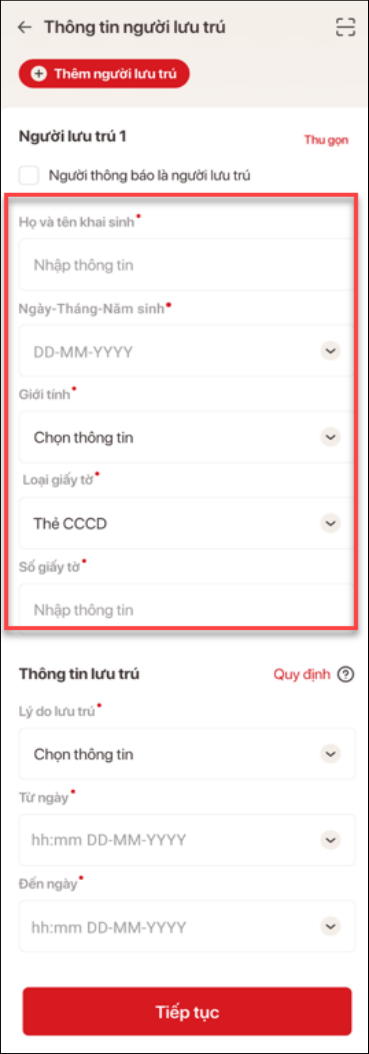 Thông tin người lưu trú
Thêm người lưu trú
Người lưu trú 1
Thu gọn
Người thông báo là người lưu trú
Họ và tên khai sinh*
Nhập thông tin
Ngày-Tháng-Năm sinh*
DD-MM-YYYY
Giới tính*
Chọn thông tin
Loại giấy tờ*
Thẻ CCCD
Số giấy tờ*
Nhập thông tin
Thông tin lưu trú
Quy định ?
Lý do lưu trú*
Chọn thông tin
Từ ngày*
hh:mm DD-MM-YYYY
Đến ngày*
hh:mm DD-MM-YYYY
Tiếp tục